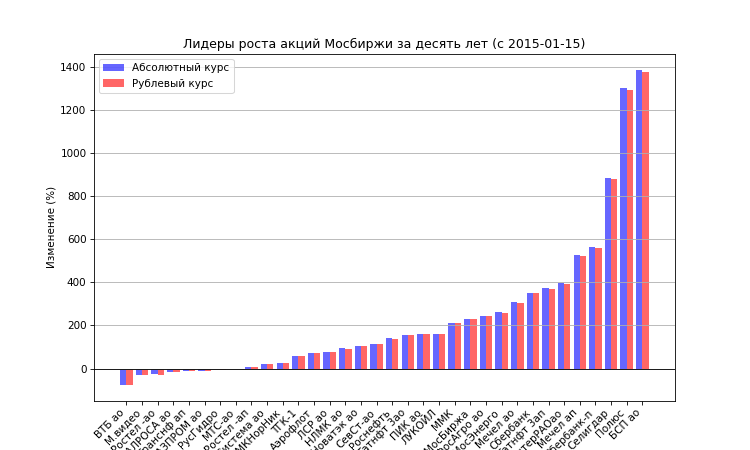 Лидеры роста акций Мосбиржи за десять лет (с 2015-01-15)
Абсолютный курс
Рублевый курс
Изменение (%)
1400
1200
1000
800
600
400
200
0
ВТБ ао
М.видео
Ростел -ао
АЛРОСА ао
Транснф ап
ГАЗПРОМ ао
РусГидро
МТС-ао
Ростел -ап
Система ао
ГМКНорНик
ТГК-1
Аэрофлот
ЛСР ао
НЛМК ао
Новатэк ао
СевСт-ао
Роснефть
Татнфт 3ао
ПИК ао
ЛУКОЙЛ
ММК
МосБиржа
РосАгро ао
МосЭнерго
Мечел ао
Сбербанк
Татнфт 3ап
ИнтерРАОао
Мечел ап
Сбербанк-п
Селигдар
Полюс
БСП ао